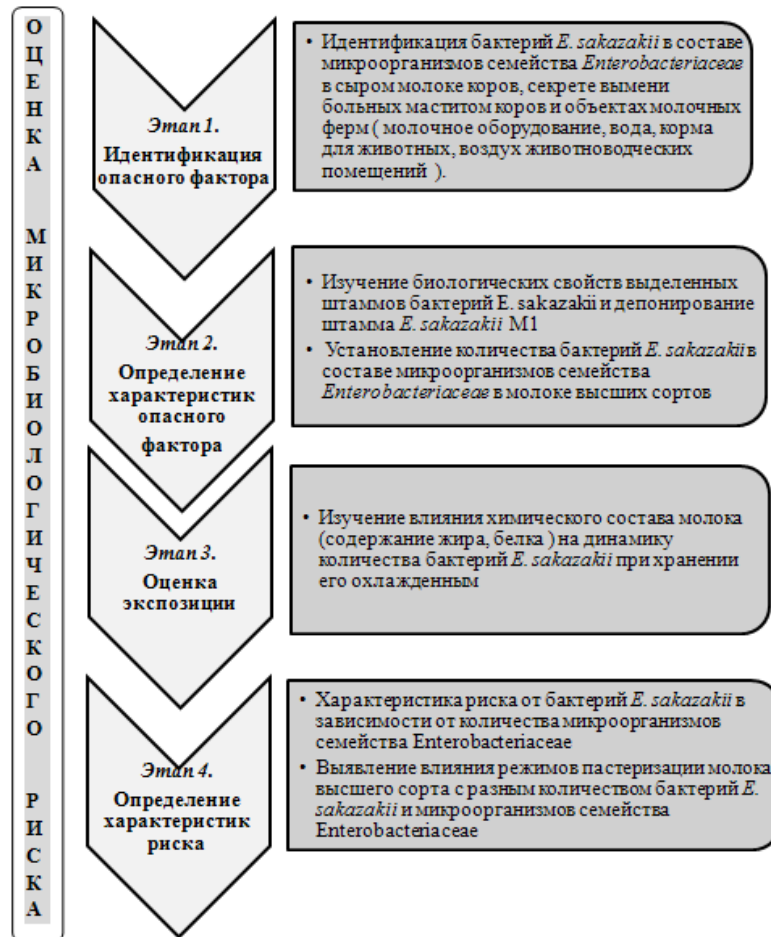 ОЦЕНКА МИКРОБИОЛОГИЧЕСКОГО РИСКА
Этап 1.
Идентификация
опасного фактора
• Идентификация бактерий E. sakazakii в составе
микроорганизмов семейства Enterobacteriaceae
в сыром молоке коров, секрете вымени
больных маститом коров и объектах молочных
ферм ( молочное оборудование, вода, корма
для животных, воздух животноводческих
помещений ).
Этап 2.
Определение
характеристик
опасного
фактора
• Изучение биологических свойств выделенных
штаммов бактерий E. sakazakii и депонирование
штамма E. sakazakii М1
• Установление количества бактерий E. sakazakii в
составе микроорганизмов семейства
Enterobacteriaceae в молоке высших сортов
Этап 3.
Оценка
экспозиции
• Изучение влияния химического состава молока
(содержание жира, белка ) на динамику
количества бактерий E. sakazakii при хранении
его охлажденным
Этап 4.
Определение
характеристик
риска
• Характеристика риска от бактерий E. sakazakii в
зависимости от количества микроорганизмов
семейства Enterobacteriaceae
• Выявление влияния режимов пастеризации молока
высшего сорта с разным количеством бактерий E.
sakazakii и микроорганизмов семейства
Enterobacteriaceae